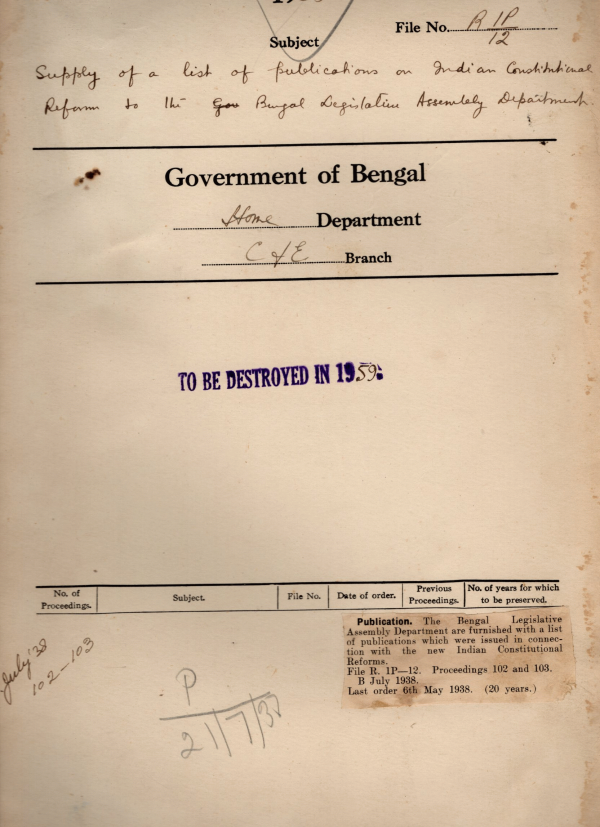 File No. R 1P/12
Subject
Supply of a list of publications on Indian Constitutional
Reform to the Gov Bengal Legislative Assembly Department.
Government of Bengal
Home Department
C & E Branch
TO BE DESTROYED IN 1959.
No. of Proceedings. Subject. File No. Date of order. Previous Proceedings. No. of years for which to be preserved.
Publication. The Bengal Legislative
Assembly Department are furnished with a list
of publications which were issued in connec-
tion with the new Indian Constitutional
Reforms.
File R. 1P—12. Proceedings 102 and 103.
B July 1938.
Last order 6th May 1938. (20 years.)
July '38
102-103
P
21/7/38